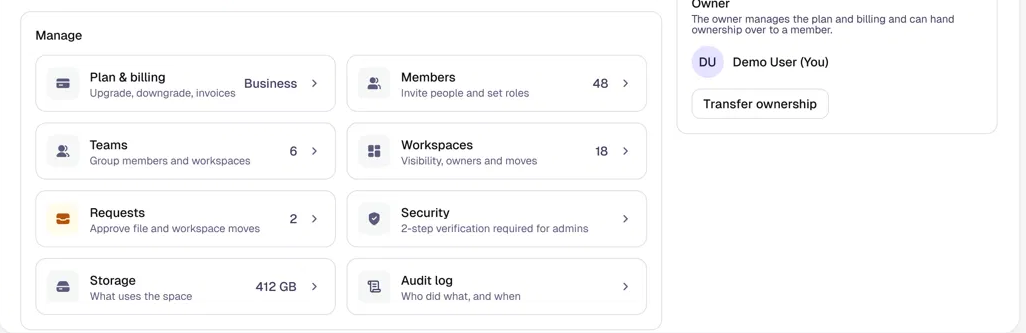 Manage
Plan & billing
Upgrade, downgrade, invoices
Business
Members
Invite people and set roles
48
Teams
Group members and workspaces
6
Workspaces
Visibility, owners and moves
18
Requests
Approve file and workspace moves
2
Security
2-step verification required for admins
Storage
What uses the space
412 GB
Audit log
Who did what, and when
Owner
The owner manages the plan and billing and can hand
ownership over to a member.
DU
Demo User (You)
Transfer ownership